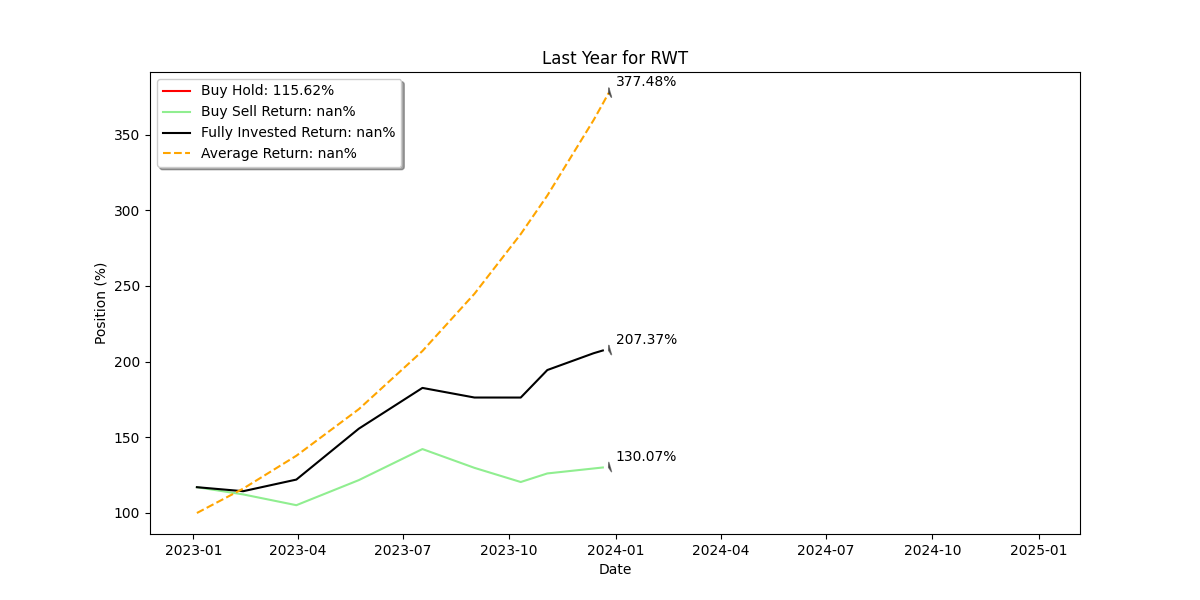 Last Year for RWT
Buy Hold: 115.62%
Buy Sell Return: nan%
Fully Invested Return: nan%
Average Return: nan%
377.48%
207.37%
130.07%
Position (%)
350
300
250
200
150
100
2023-01 2023-04 2023-07 2023-10 2024-01 2024-04 2024-07 2024-10 2025-01
Date